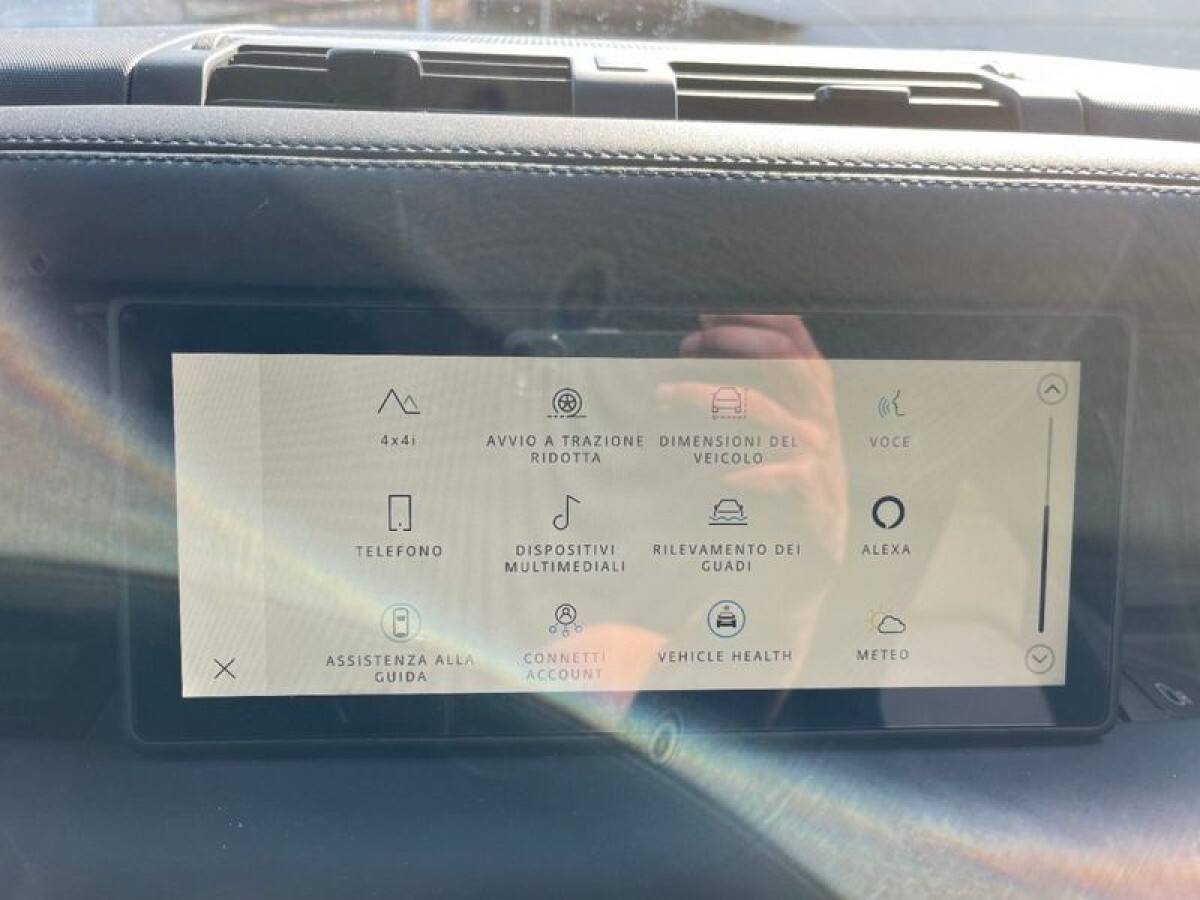 4x4i
AVVIO A TRAZIONE
RIDOTTA
DIMENSIONI DEL
VEICOLO
VOCE
TELEFONO
DISPOSITIVI
MULTIMEDIALI
RILEVAMENTO DEI
GUADI
ALEXA
ASSISTENZA ALLA
GUIDA
CONNETTI
ACCOUNT
VEHICLE HEALTH
METEO